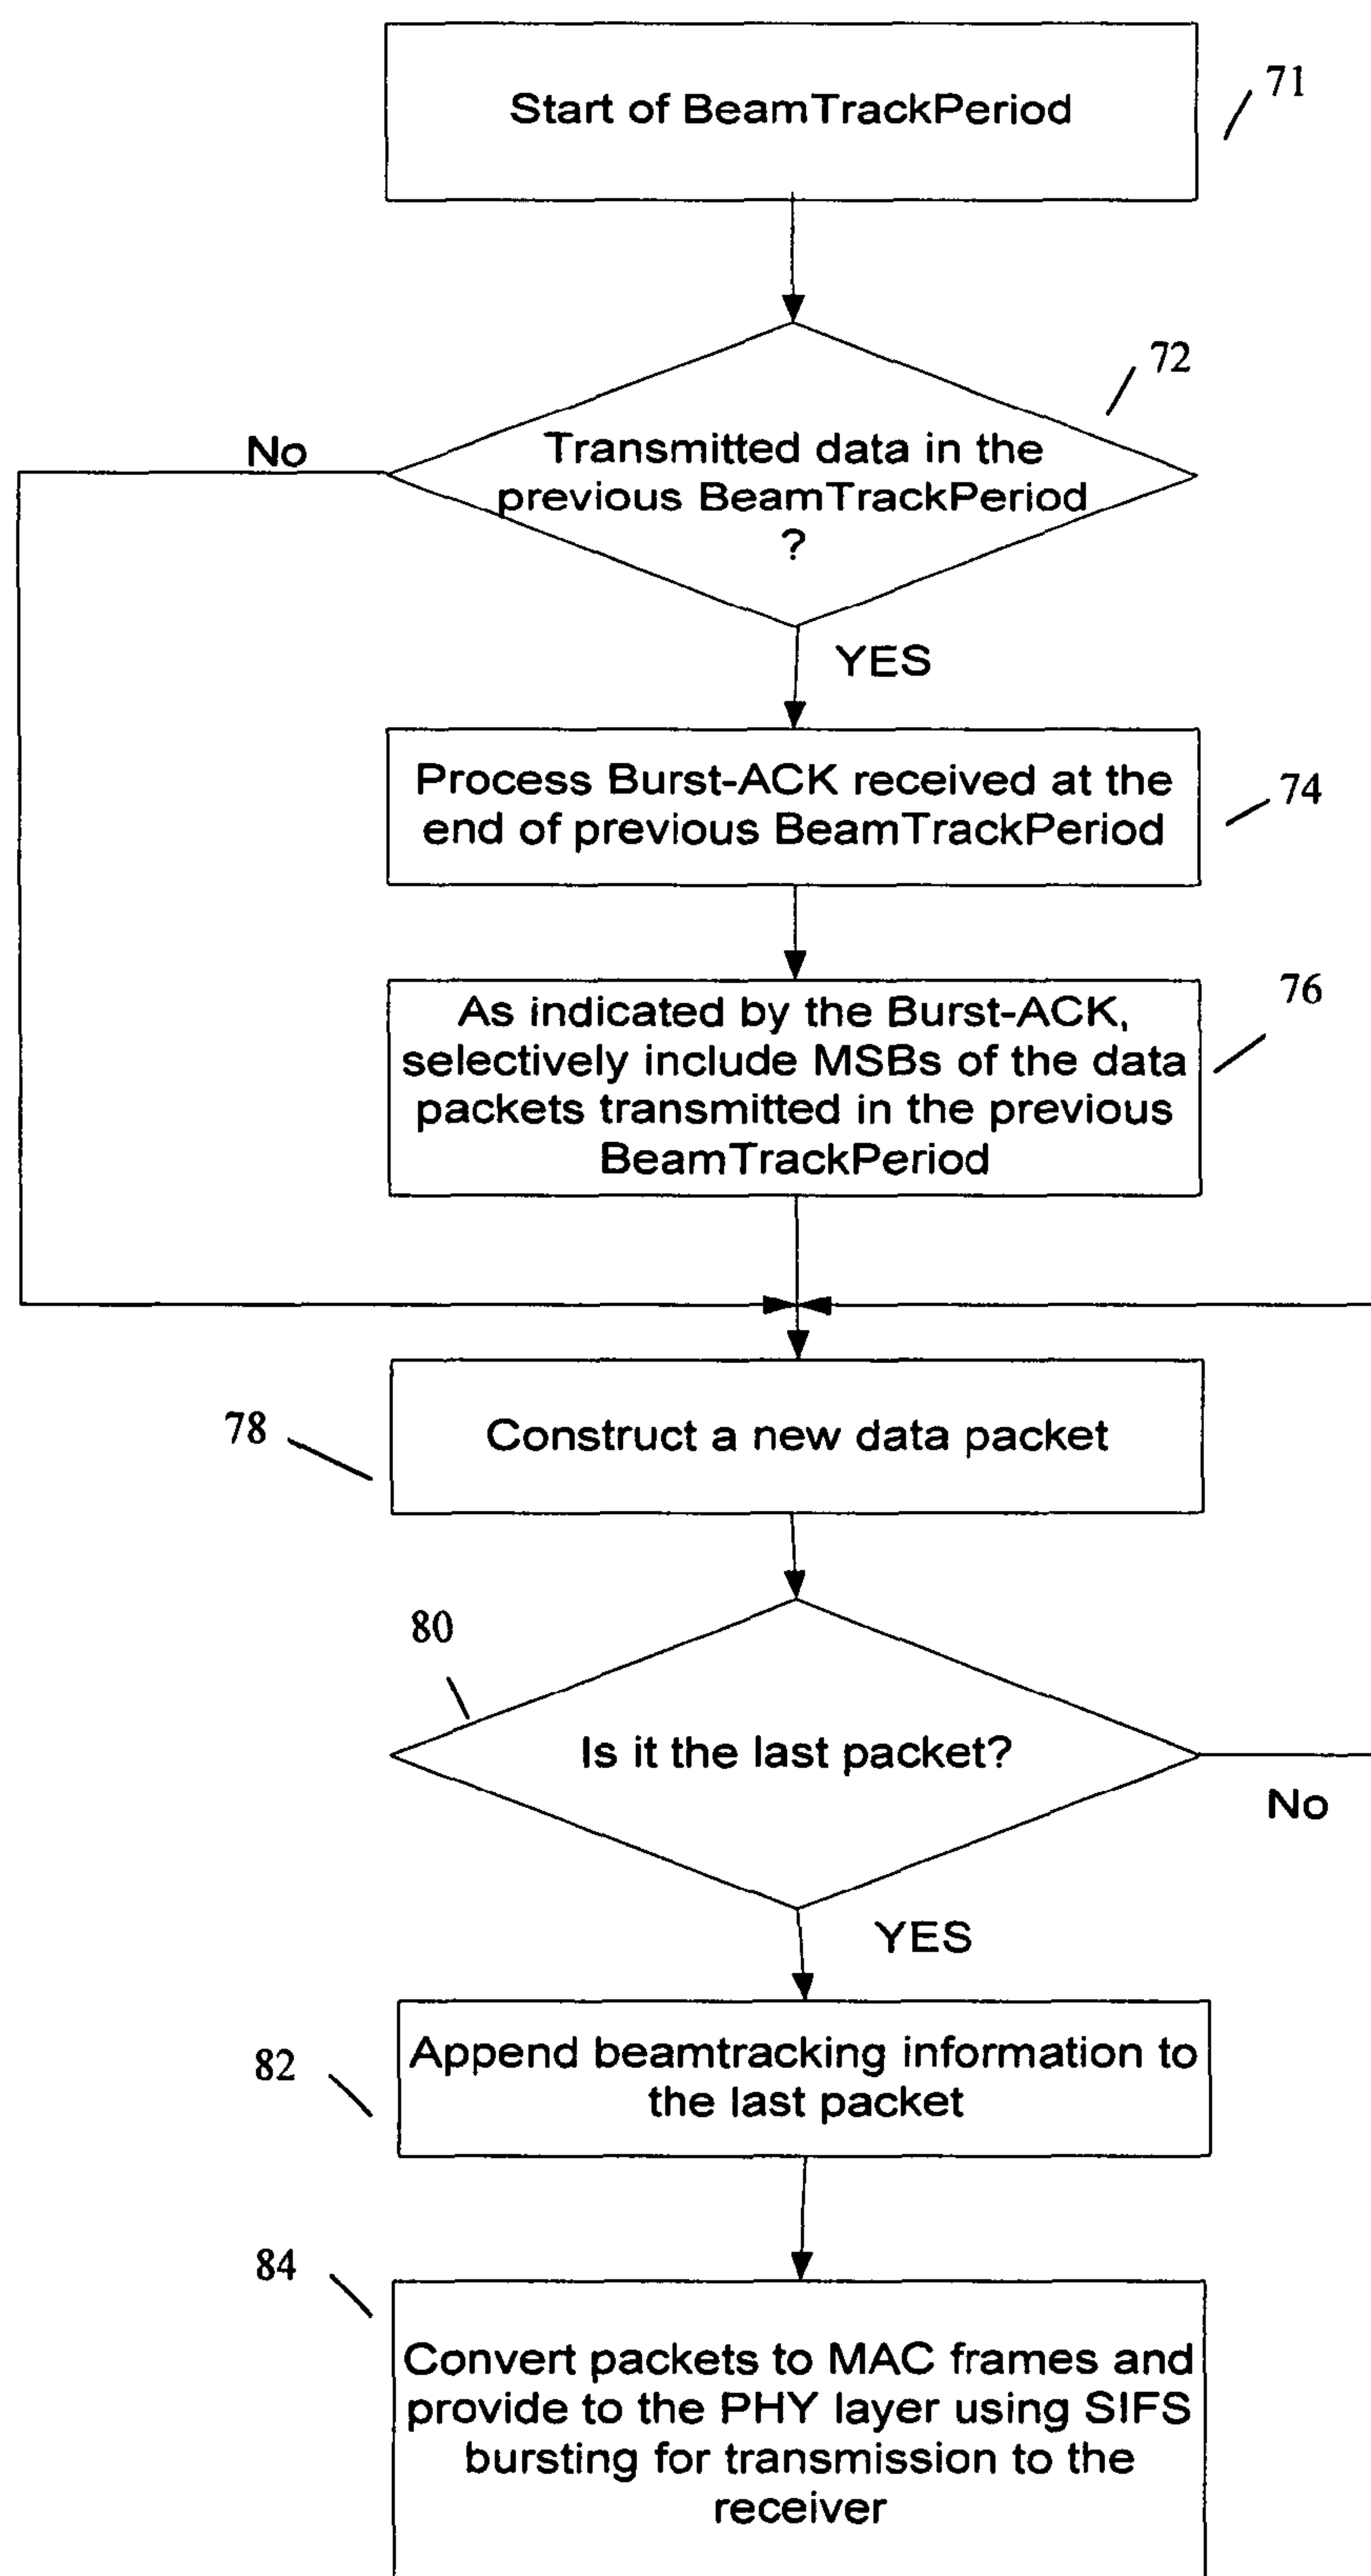 Start of BeamTrackPeriod
71
72
No
Transmitted data in the
previous BeamTrackPeriod
?
YES
Process Burst-ACK received at the
end of previous BeamTrackPeriod
74
As indicated by the Burst-ACK,
selectively include MSBs of the data
packets transmitted in the previous
BeamTrackPeriod
76
78
Construct a new data packet
80
Is it the last packet?
No
YES
82
Append beamtracking information to
the last packet
84
Convert packets to MAC frames and
provide to the PHY layer using SIFS
bursting for transmission to the
receiver